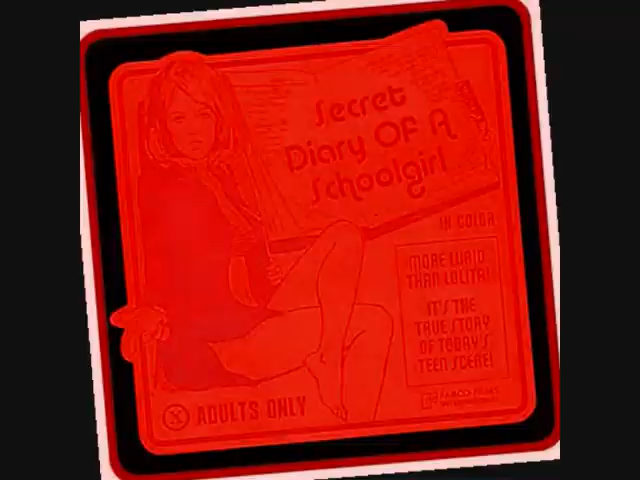 Secret
Diary OF A
Schoolgirl
IN COLOR
MORE LURID
THAN LOLITA!
IT'S THE
TRUE STORY
OF TODAY'S
TEEN SCENE!
X ADULTS ONLY